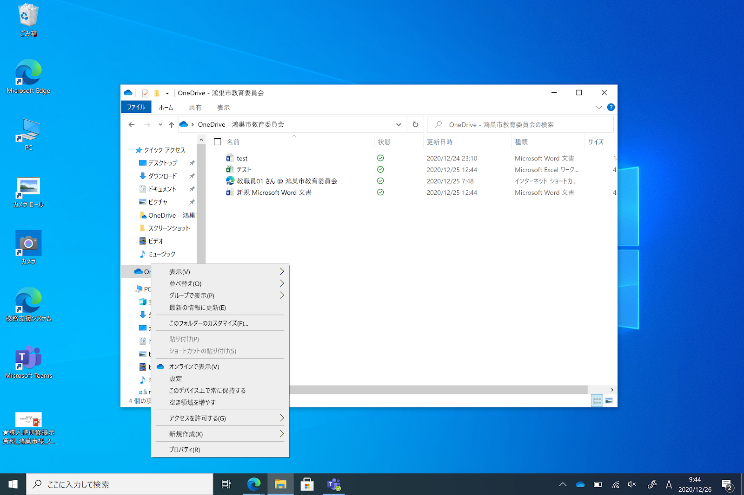 ごみ箱
Microsoft Edge
PC
カメラ
Microsoft Teams
OneDrive - 鴻巣市教育委員会
ファイル ホーム 共有 表示
OneDrive - 鴻巣市教育委員会
OneDrive - 鴻巣市教育委員会の検索
名前 状態 更新日時 種類 サイズ
クイック アクセス
デスクトップ
ダウンロード
ドキュメント
ピクチャ
OneDrive - 鴻巣
スクリーンショット
ビデオ
ミュージック
PC
test 2020/12/24 23:10 Microsoft Word 文書
テスト 2020/12/25 12:44 Microsoft Excel ワーク...
教職員01 さん @ 鴻巣市教育委員会 2020/12/25 7:48 インターネット ショートカ...
新規 Microsoft Word 文書 2020/12/25 12:44 Microsoft Word 文書
表示(V)
並べ替え(O)
グループで表示(P)
最新の情報に更新(E)
このフォルダーのカスタマイズ(F)...
貼り付け(P)
ショートカットの貼り付け(S)
オンラインで表示(V)
設定
このデバイス上で常に保持する
空き領域を増やす
アクセスを許可する(G)
新規作成(X)
プロパティ(R)
4 個の項
ここに入力して検索
A
9:44
2020/12/26
2